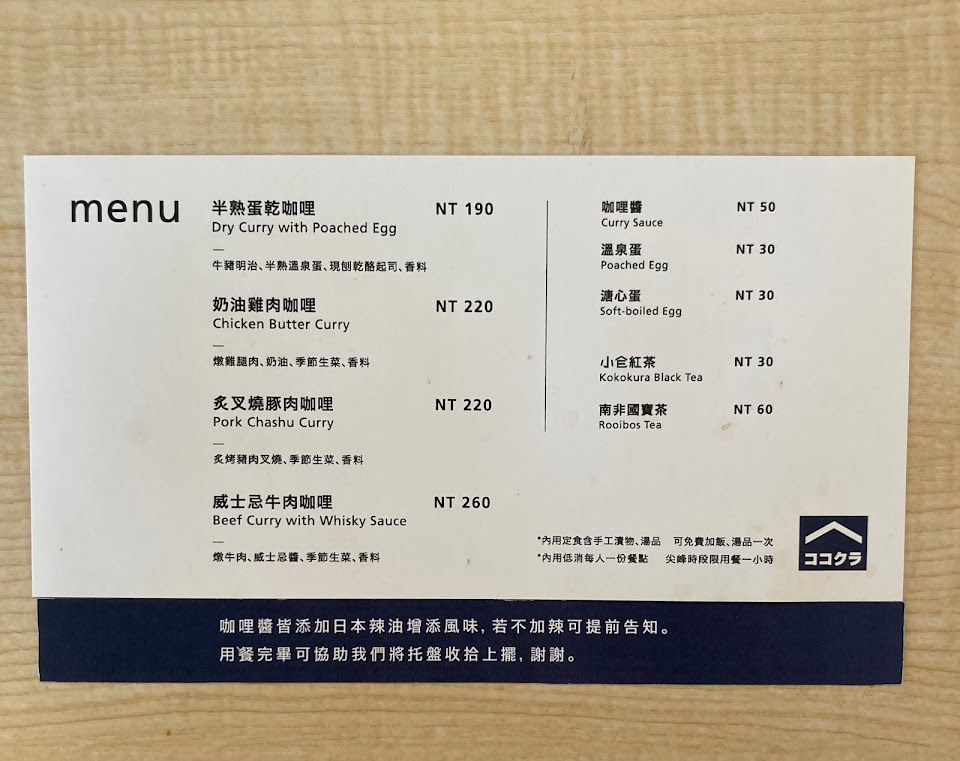 menu
半熟蛋乾咖哩 NT 190
Dry Curry with Poached Egg
牛豬明治、半熟溫泉蛋、現刨乾酪起司、香料
奶油雞肉咖哩 NT 220
Chicken Butter Curry
燉雞腿肉、奶油、季節生菜、香料
炙叉燒豚肉咖哩 NT 220
Pork Chashu Curry
炙烤豬肉叉燒、季節生菜、香料
威士忌牛肉咖哩 NT 260
Beef Curry with Whisky Sauce
燉牛肉、威士忌醬、季節生菜、香料
咖哩醬 NT 50
Curry Sauce
溫泉蛋 NT 30
Poached Egg
溏心蛋 NT 30
Soft-boiled Egg
小仺紅茶 NT 30
Kokokura Black Tea
南非國寶茶 NT 60
Rooibos Tea
*內用定食含手工漬物、湯品 可免費加飯、湯品一次
*內用低消每人一份餐點 尖峰時段限用餐一小時
ココクラ
咖哩醬皆添加日本辣油增添風味, 若不加辣可提前告知。
用餐完畢可協助我們將托盤收拾上擺, 謝謝。